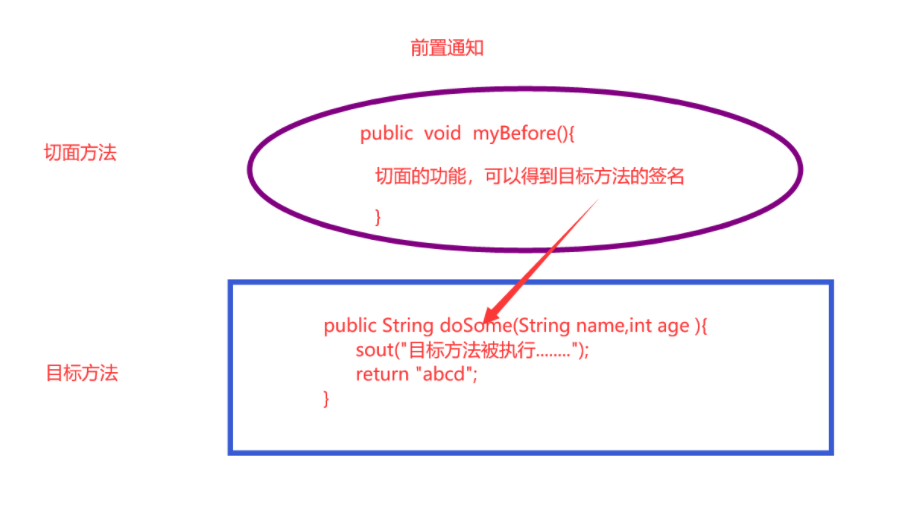 前置通知
切面方法
public  void  myBefore(){
切面的功能，可以得到目标方法的签名
}
目标方法
public String doSome(String name,int age ){
sout("目标方法被执行........");
return "abcd";
}